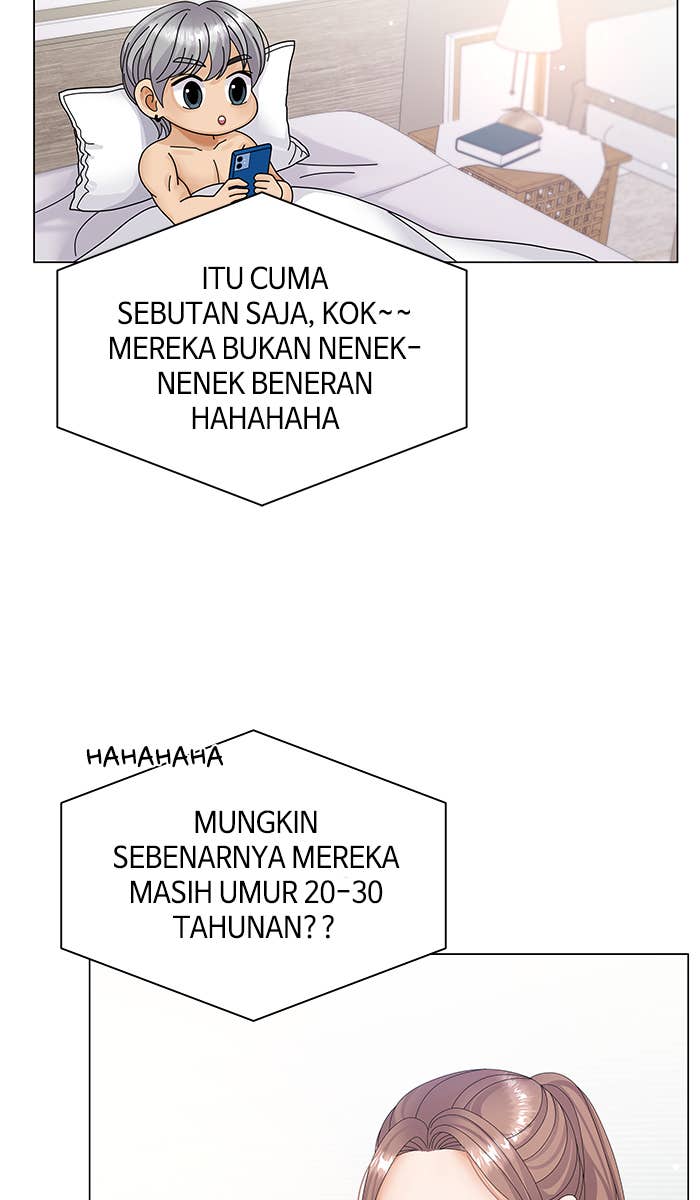 ITU CUMA
SEBUTAN SAJA, KOK~~
MEREKA BUKAN NENEK-
NENEK BENERAN
HAHAHAHA
HAHAHAHA
MUNGKIN
SEBENARNYA MEREKA
MASIH UMUR 20-30
TAHUNAN??